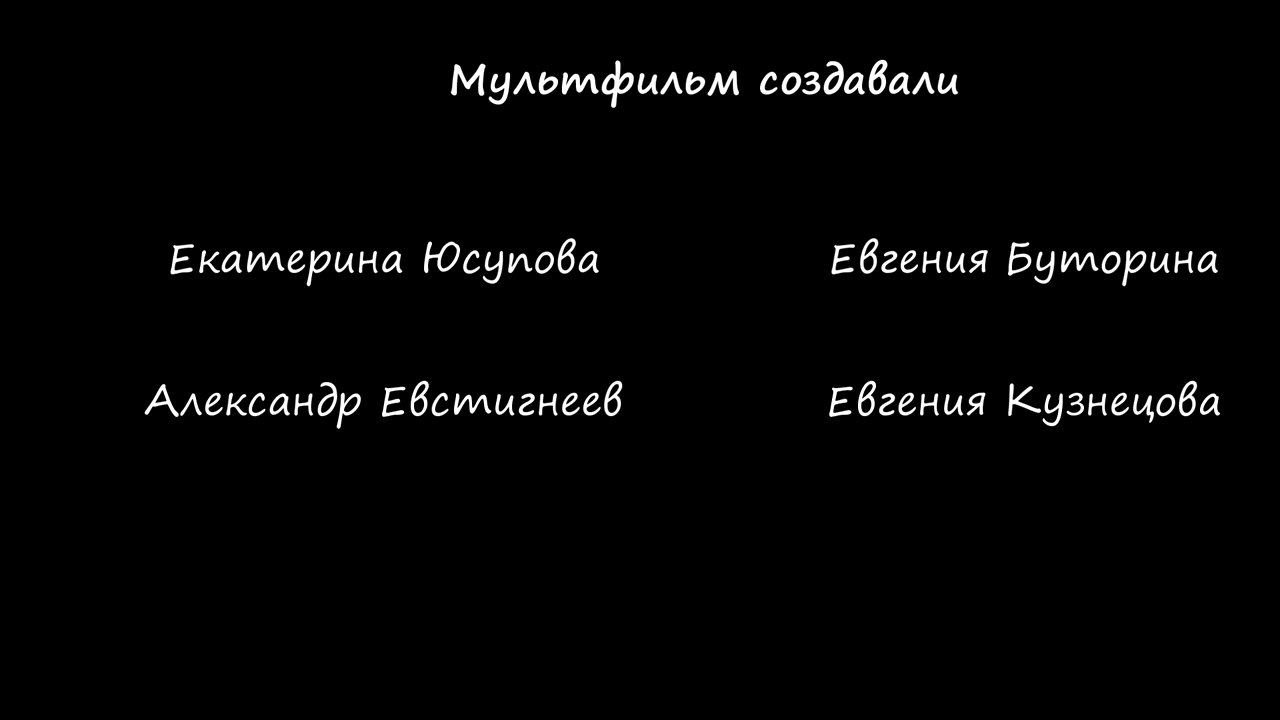 Мультфильм создавали
Екатерина Юсупова
Евгения Буторина
Александр Евстигнеев
Евгения Кузнецова